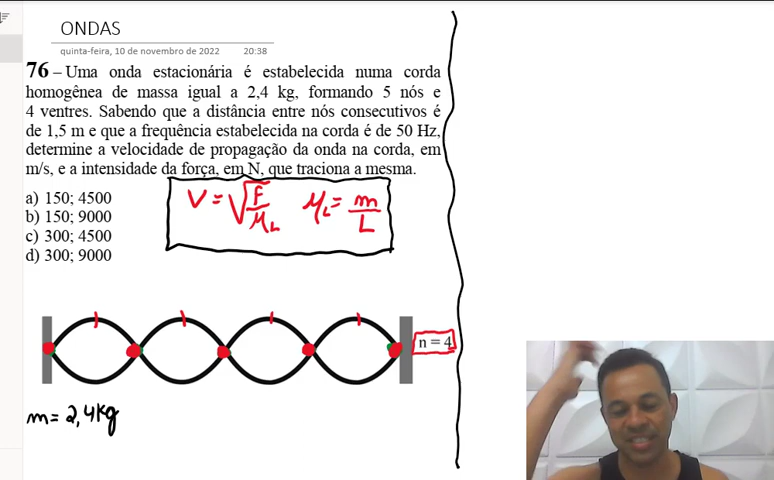 ONDAS
quinta-feira, 10 de novembro de 2022 20:38
76 – Uma onda estacionária é estabelecida numa corda
homogênea de massa igual a 2,4 kg, formando 5 nós e
4 ventres. Sabendo que a distância entre nós consecutivos é
de 1,5 m e que a frequência estabelecida na corda é de 50 Hz,
determine a velocidade de propagação da onda na corda, em
m/s, e a intensidade da força, em N, que traciona a mesma.
a) 150; 4500
b) 150; 9000
c) 300; 4500
d) 300; 9000
V = √F/μL μL = m/L
n = 4
m = 2,4kg